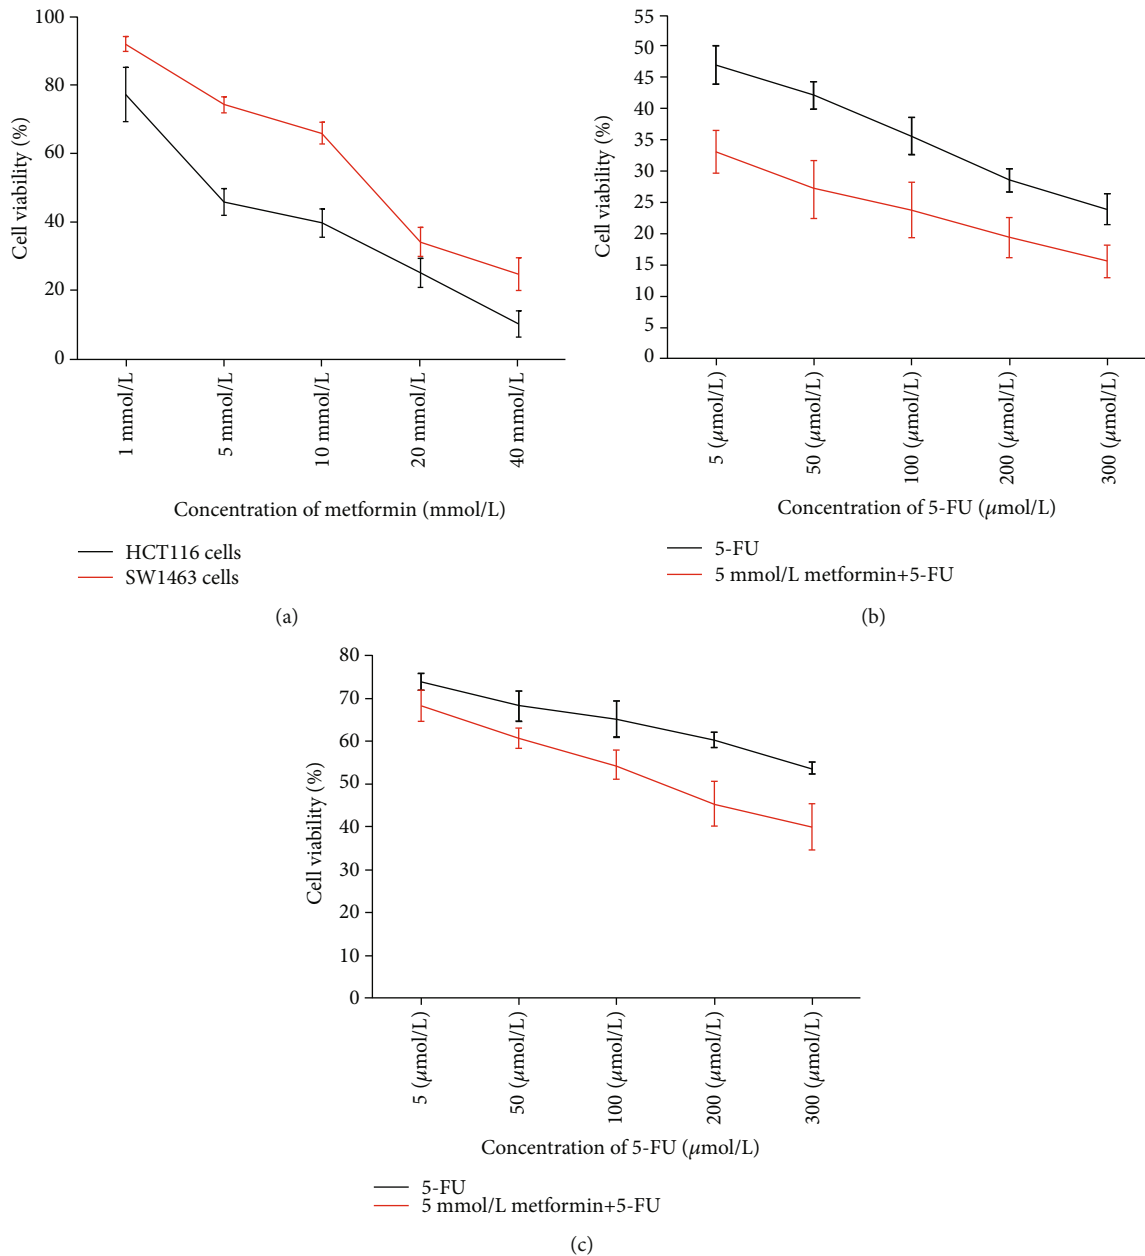 100
80
60
40
20
0
Cell viability (%)
1 mmol/L
5 mmol/L
10 mmol/L
20 mmol/L
40 mmol/L
Concentration of metformin (mmol/L)
HCT116 cells
SW1463 cells
(a)
55
50
45
40
35
30
25
20
15
10
5
0
Cell viability (%)
5 (μmol/L)
50 (μmol/L)
100 (μmol/L)
200 (μmol/L)
300 (μmol/L)
Concentration of 5-FU (μmol/L)
5-FU
5 mmol/L metformin+5-FU
(b)
80
70
60
50
40
30
20
10
0
Cell viability (%)
5 (μmol/L)
50 (μmol/L)
100 (μmol/L)
200 (μmol/L)
300 (μmol/L)
Concentration of 5-FU (μmol/L)
5-FU
5 mmol/L metformin+5-FU
(c)